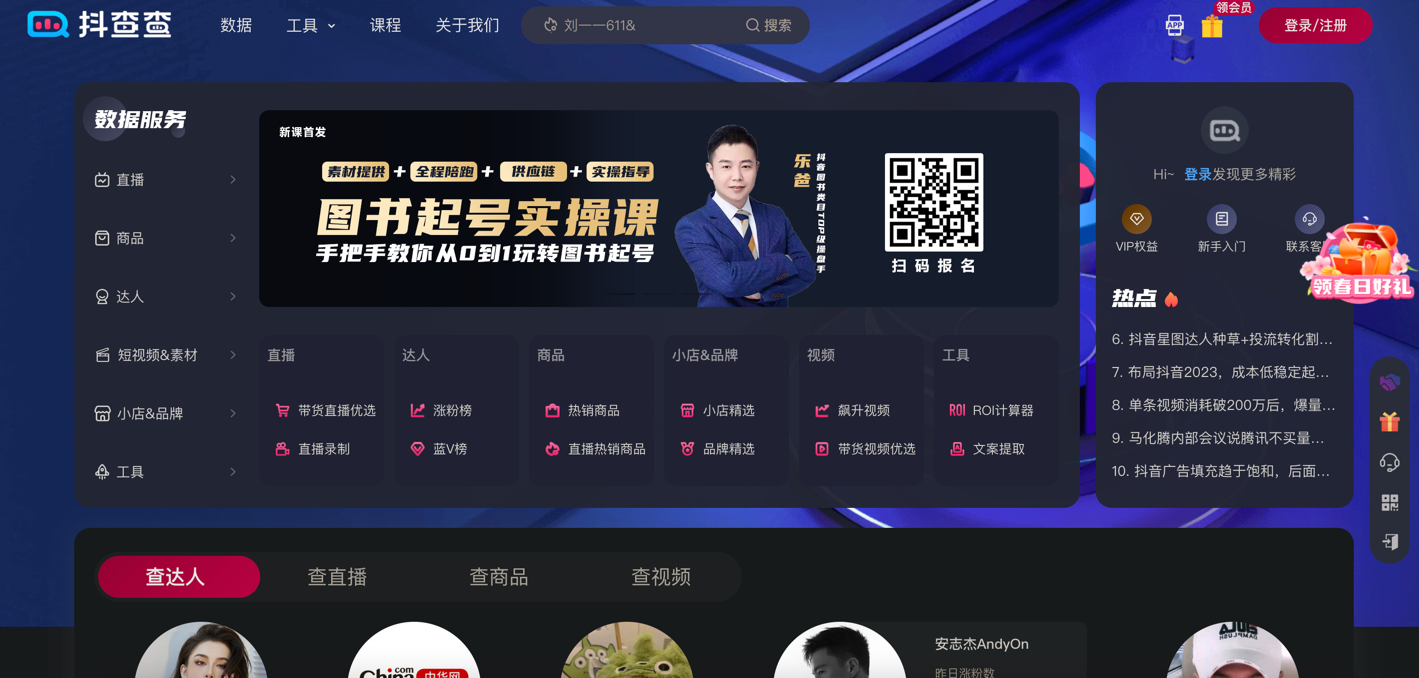 抖查查
数据
工具
课程
关于我们
刘一一611&
搜索
APP
领会员
登录/注册
数据服务
直播
商品
达人
短视频&素材
小店&品牌
工具
新课首发
素材提供+全程陪跑+供应链+实操指导
图书起号实操课
手把手教你从0到1玩转图书起号
乐爸
抖音图书类目TOP级操盘手
扫码报名
直播
带货直播优选
直播录制
达人
涨粉榜
蓝V榜
商品
热销商品
直播热销商品
小店&品牌
小店精选
品牌精选
视频
飙升视频
带货视频优选
工具
ROI ROI计算器
文案提取
Hi~ 登录发现更多精彩
VIP权益
新手入门
联系客
领春日好礼
热点
6. 抖音星图达人种草+投流转化割…
7. 布局抖音2023，成本低稳定起…
8. 单条视频消耗破200万后，爆量…
9. 马化腾内部会议说腾讯不买量…
10. 抖音广告填充趋于饱和，后面…
查达人
查直播
查商品
查视频
China.com 中华网
安志杰AndyOn
昨日涨粉数